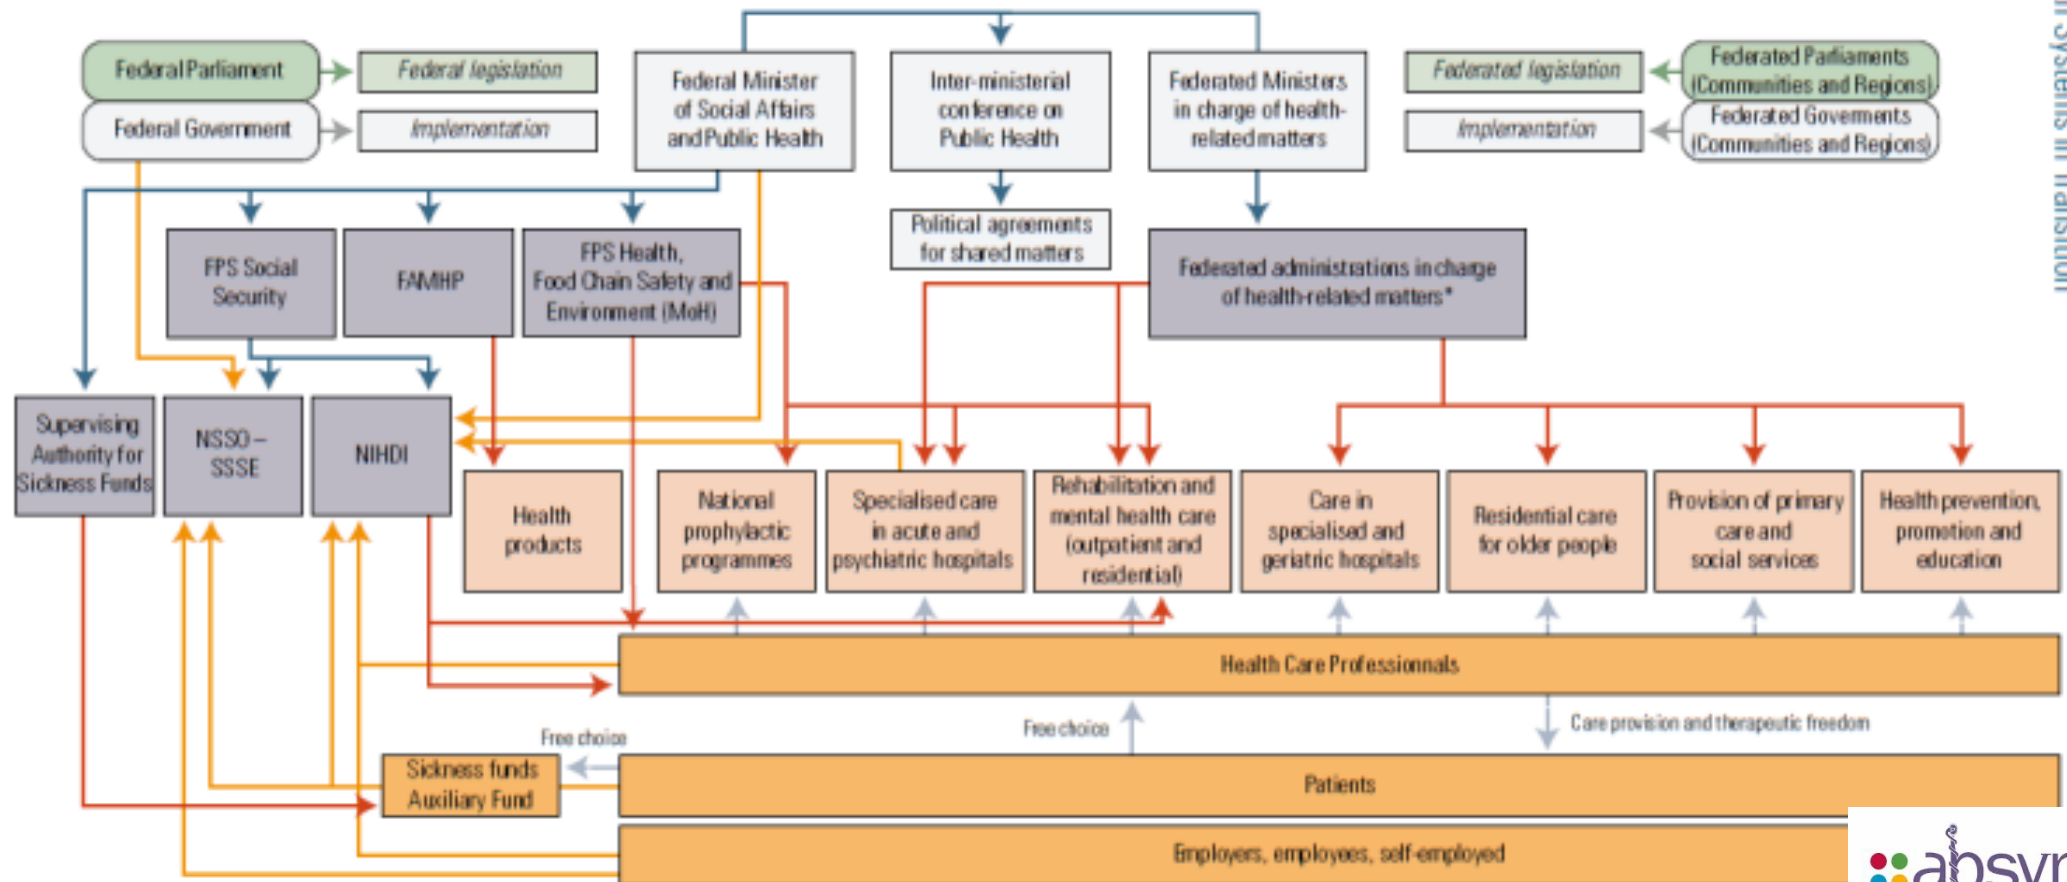 Federal Parliament
Federal legislation
Federal Government
Implementation
Federal Minister
of Social Affairs
and Public Health
Inter-ministerial
conference on
Public Health
Federated Ministers
in charge of health-
related matters
Federated legislation
Federated Parliaments
(Communities and Regions)
Implementation
Federated Goverments
(Communities and Regions)
Systems in Transition
Political agreements
for shared matters
FPS Social
Security
FAMHP
FPS Health,
Food Chain Safety and
Environment (MoH)
Federated administrations in charge
of health-related matters*
Supervising
Authority for
Sickness Funds
NSSO –
SSSE
NIHDI
Health
products
National
prophylactic
programmes
Specialised care
in acute and
psychiatric hospitals
Rehabilitation and
mental health care
(outpatient and
residential)
Care in
specialised and
geriatric hospitals
Residential care
for older people
Provision of primary
care and
social services
Health prevention,
promotion and
education
Health Care Professionnals
Free choice
Free choice
Care provision and therapeutic freedom
Sickness funds
Auxiliary Fund
Patients
Employers, employees, self-employed